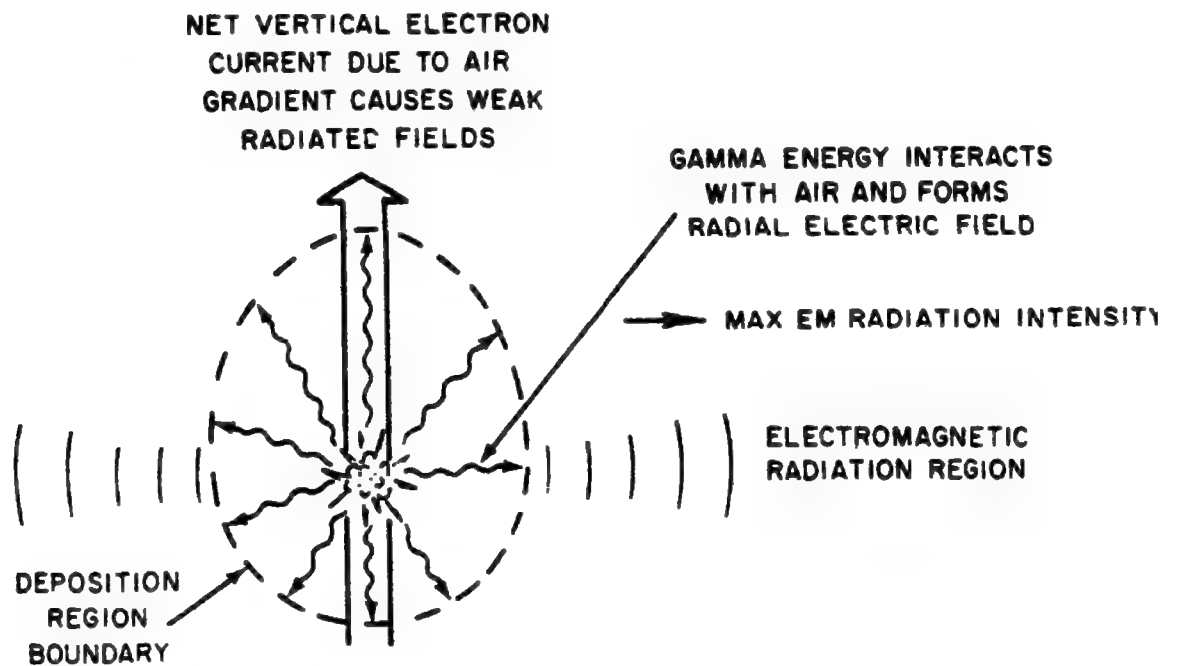 NET VERTICAL ELECTRON
CURRENT DUE TO AIR
GRADIENT CAUSES WEAK
RADIATED FIELDS
GAMMA ENERGY INTERACTS
WITH AIR AND FORMS
RADIAL ELECTRIC FIELD
MAX EM RADIATION INTENSITY
ELECTROMAGNETIC
RADIATION REGION
DEPOSITION
REGION
BOUNDARY